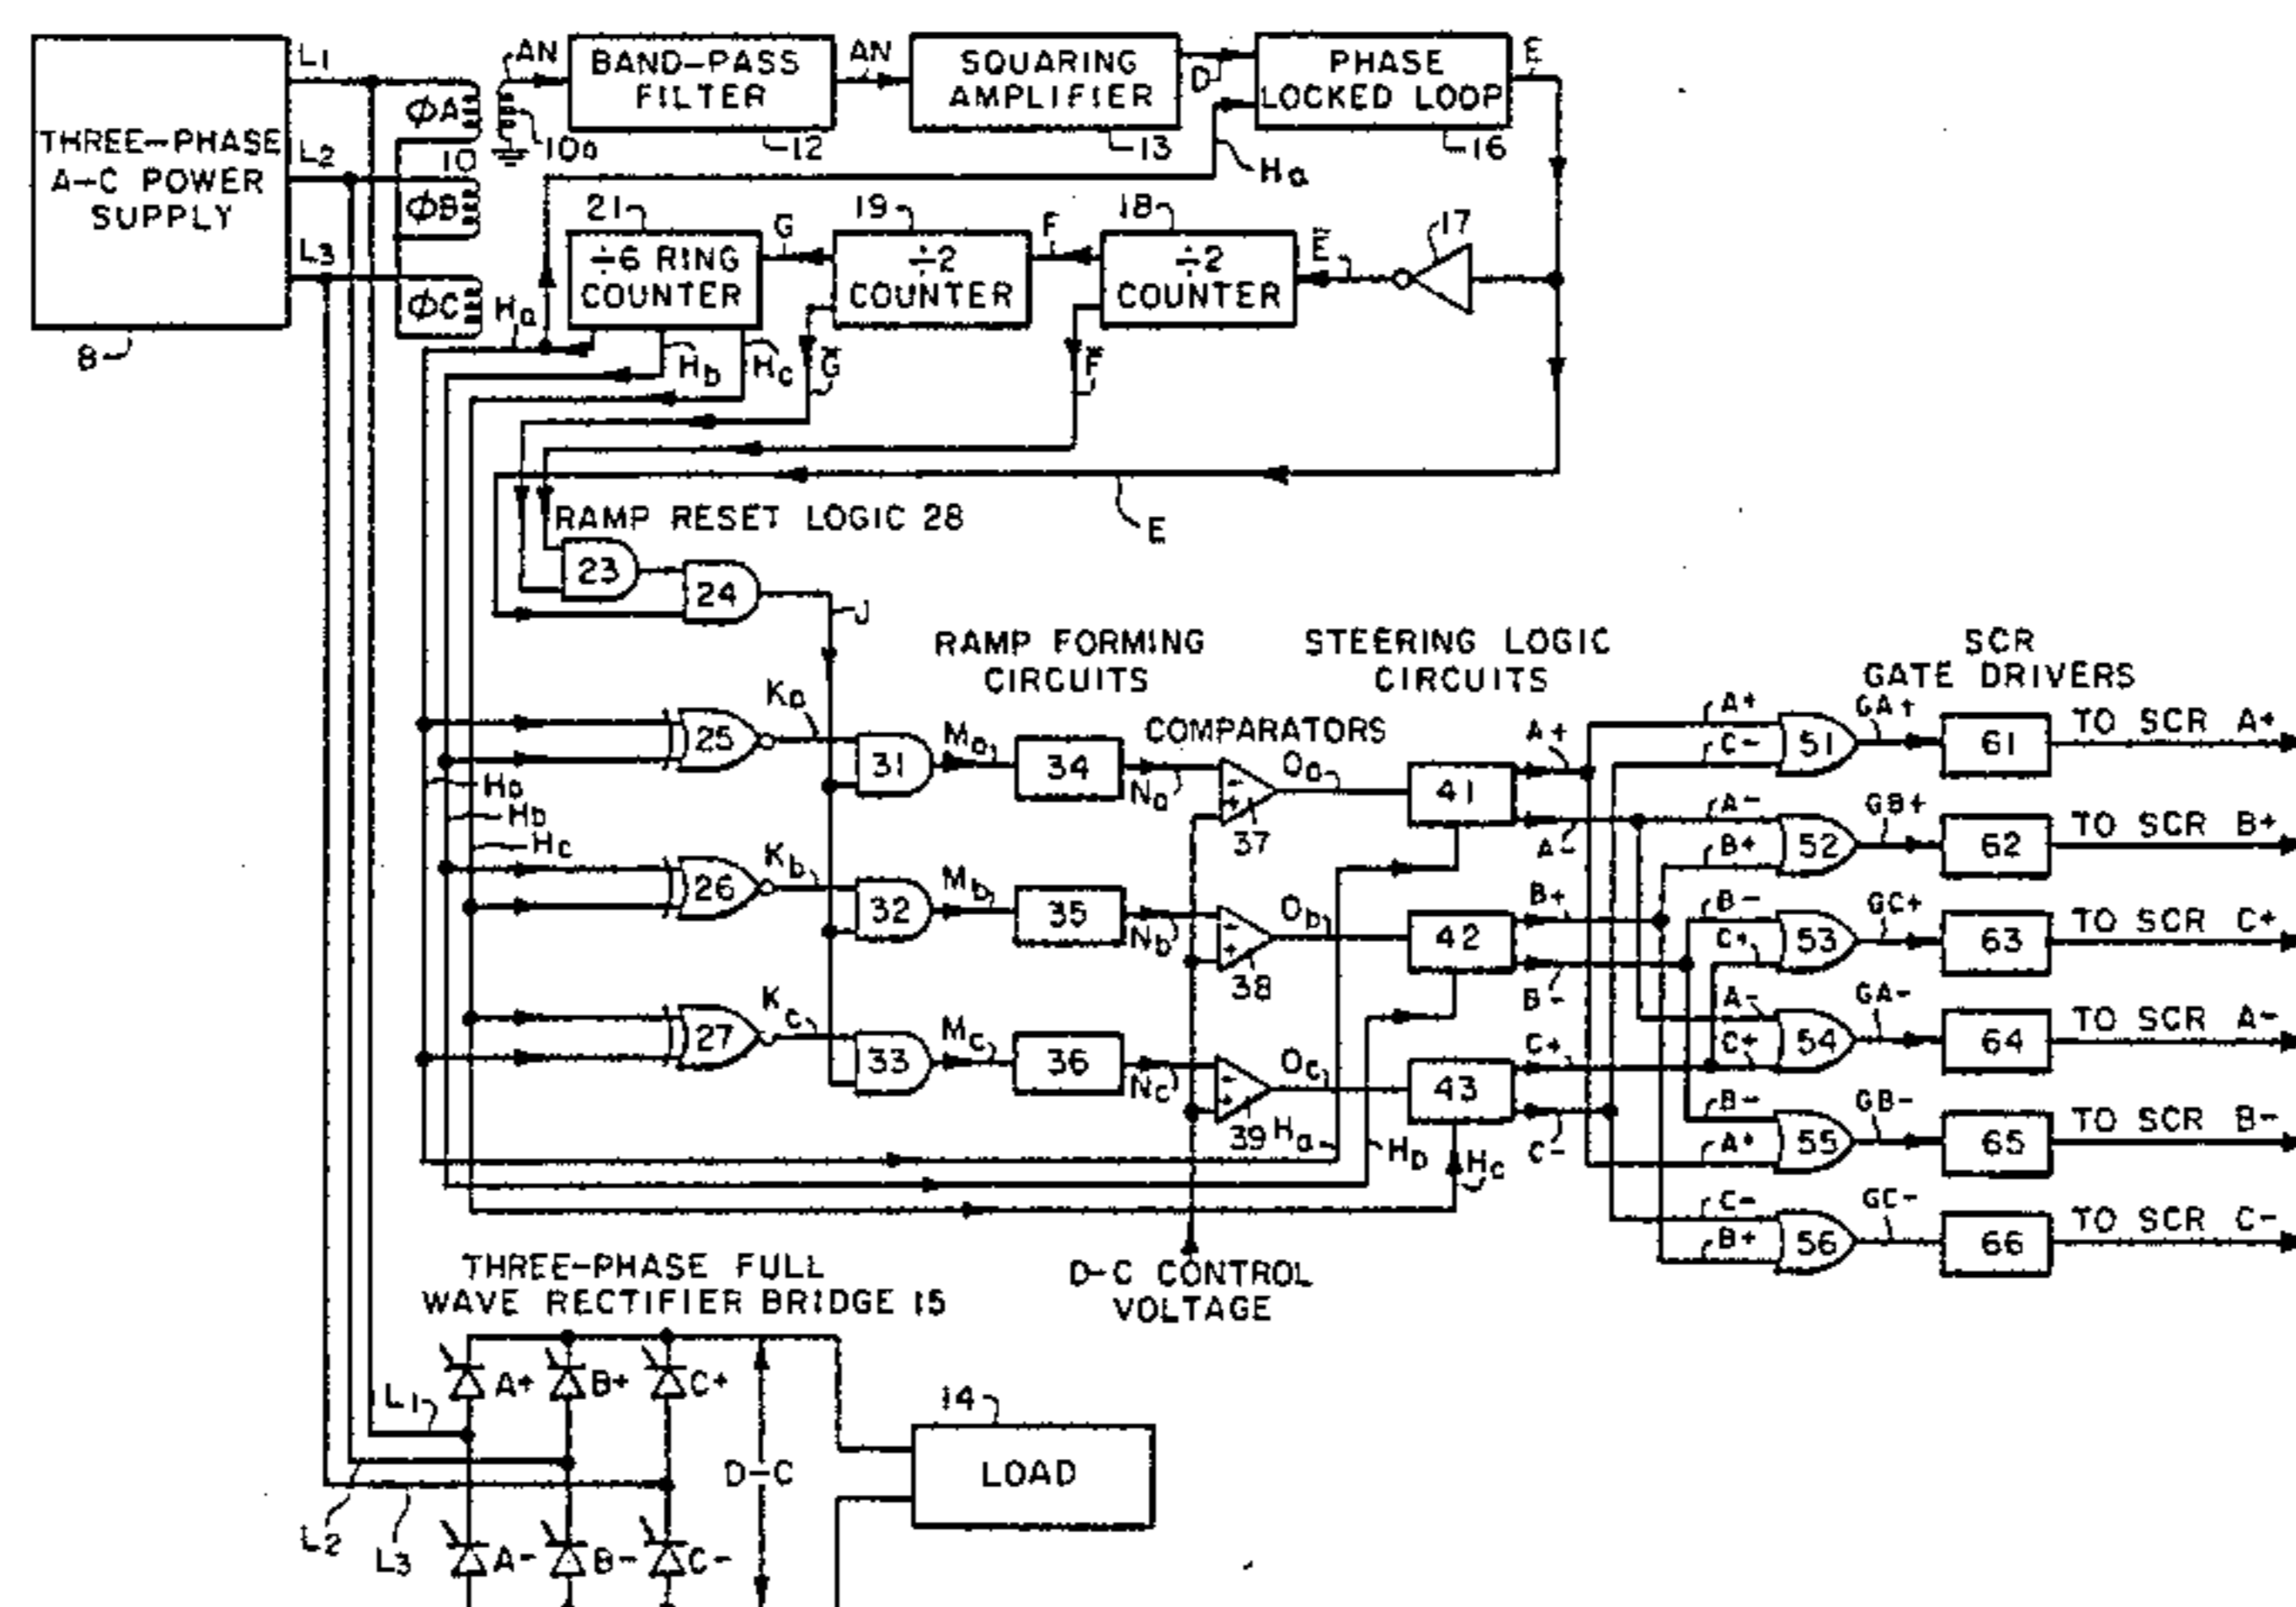 THREE-PHASE
A-C POWER
SUPPLY
8
L1
L2
L3
ΦA
10
ΦB
ΦC
AN
10a
BAND-PASS
FILTER
12
AN
SQUARING
AMPLIFIER
13
D
Ha
PHASE
LOCKED LOOP
16
E
21
÷6 RING
COUNTER
G
19
÷2
COUNTER
F
18
÷2
COUNTER
E̅
17
Ha
Hb
Hc
G̅
F̅
E
RAMP RESET LOGIC 28
23
24
J
RAMP FORMING
CIRCUITS
STEERING LOGIC
CIRCUITS
SCR
GATE DRIVERS
COMPARATORS
Ha
Hb
Hc
25
Ka
31
Ma
34
Na
37
Oa
41
A+
A-
26
Kb
32
Mb
35
Nb
38
Ob
42
B+
B-
27
Kc
33
Mc
36
Nc
39
Oc
43
C+
C-
Ha
Hb
Hc
A+
C-
51
GA+
61
TO SCR A+
A-
B+
52
GB+
62
TO SCR B+
B-
C+
53
GC+
63
TO SCR C+
A-
C+
54
GA-
64
TO SCR A-
B-
A+
55
GB-
65
TO SCR B-
C-
B+
56
GC-
66
TO SCR C-
D-C CONTROL
VOLTAGE
THREE-PHASE FULL
WAVE RECTIFIER BRIDGE 15
A+
B+
C+
L1
L2
L3
D-C
14
LOAD
A-
B-
C-